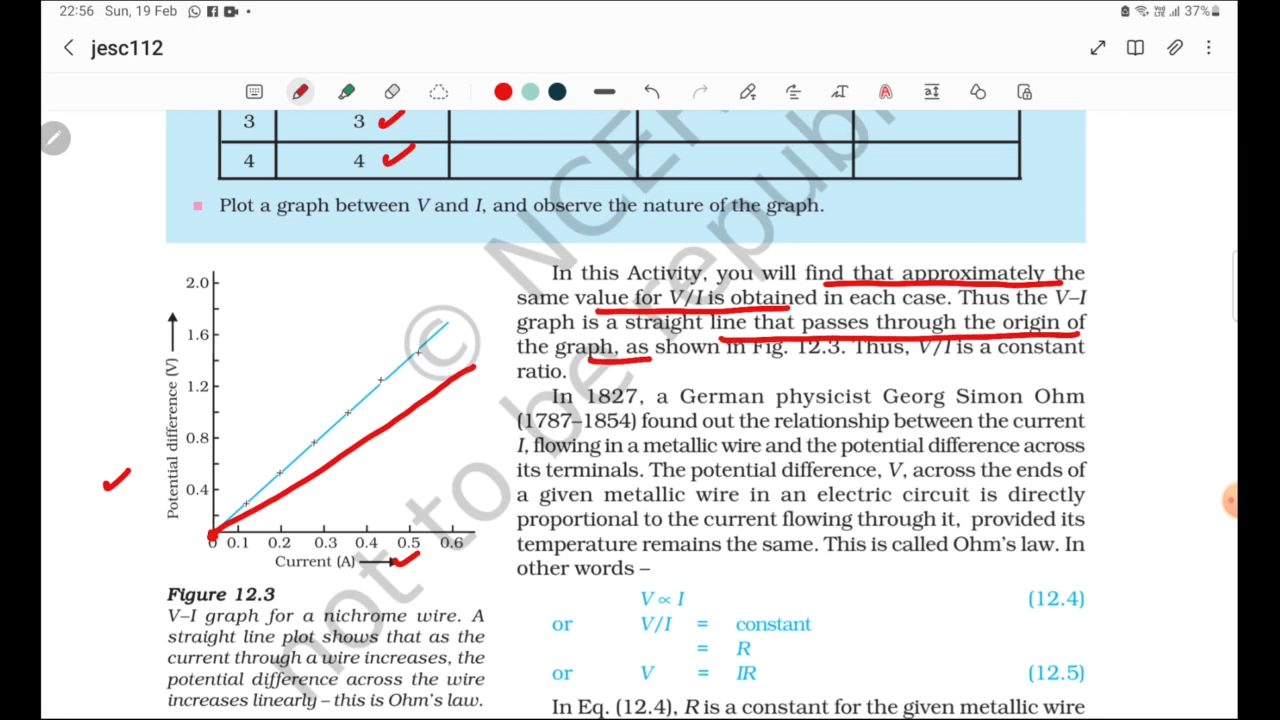 22:56 Sun, 19 Feb
37%
jesc112
3 3
4 4
Plot a graph between V and I, and observe the nature of the graph.
2.0
1.6
1.2
0.8
0.4
Potential difference (V)
0 0.1 0.2 0.3 0.4 0.5 0.6
Current (A)
Figure 12.3
V–I graph for a nichrome wire. A
straight line plot shows that as the
current through a wire increases, the
potential difference across the wire
increases linearly – this is Ohm's law.
In this Activity, you will find that approximately the
same value for V/I is obtained in each case. Thus the V–I
graph is a straight line that passes through the origin of
the graph, as shown in Fig. 12.3. Thus, V/I is a constant
ratio.
In 1827, a German physicist Georg Simon Ohm
(1787–1854) found out the relationship between the current
I, flowing in a metallic wire and the potential difference across
its terminals. The potential difference, V, across the ends of
a given metallic wire in an electric circuit is directly
proportional to the current flowing through it, provided its
temperature remains the same. This is called Ohm's law. In
other words –
V ∝ I (12.4)
or V/I = constant
= R
or V = IR (12.5)
In Eq. (12.4), R is a constant for the given metallic wire
© NCER
not to be republi